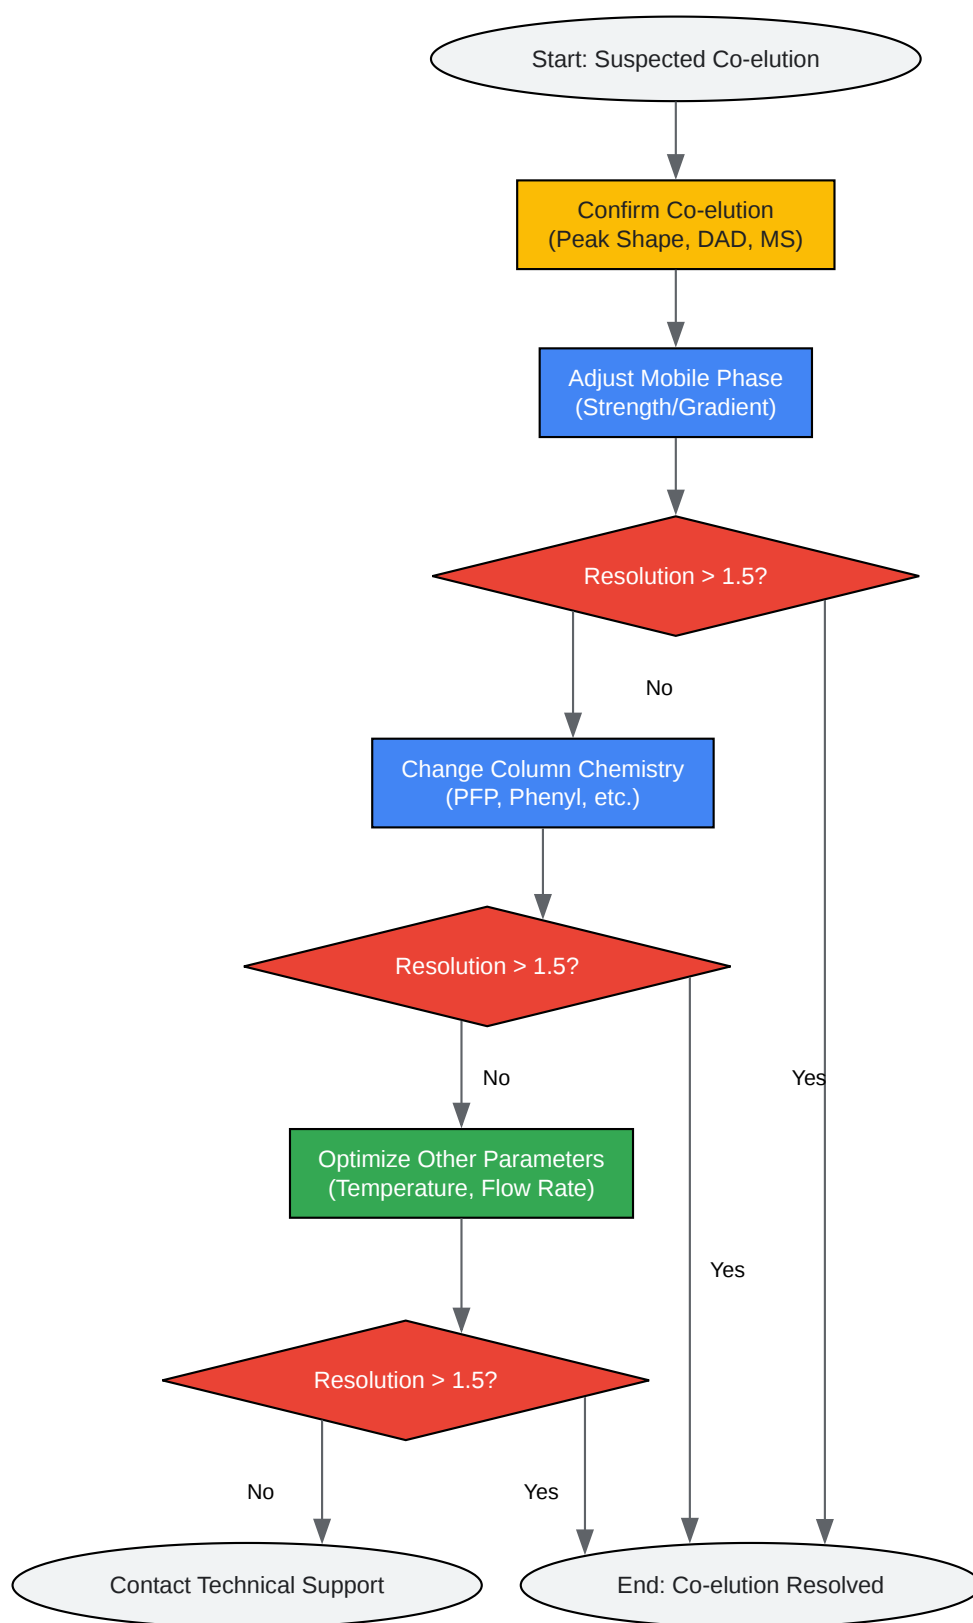 Start: Suspected Co-elution
Confirm Co-elution
(Peak Shape, DAD, MS)
Adjust Mobile Phase
(Strength/Gradient)
Resolution > 1.5?
No
Change Column Chemistry
(PFP, Phenyl, etc.)
Resolution > 1.5?
No
Yes
Optimize Other Parameters
(Temperature, Flow Rate)
Yes
Resolution > 1.5?
No
Yes
Contact Technical Support
End: Co-elution Resolved